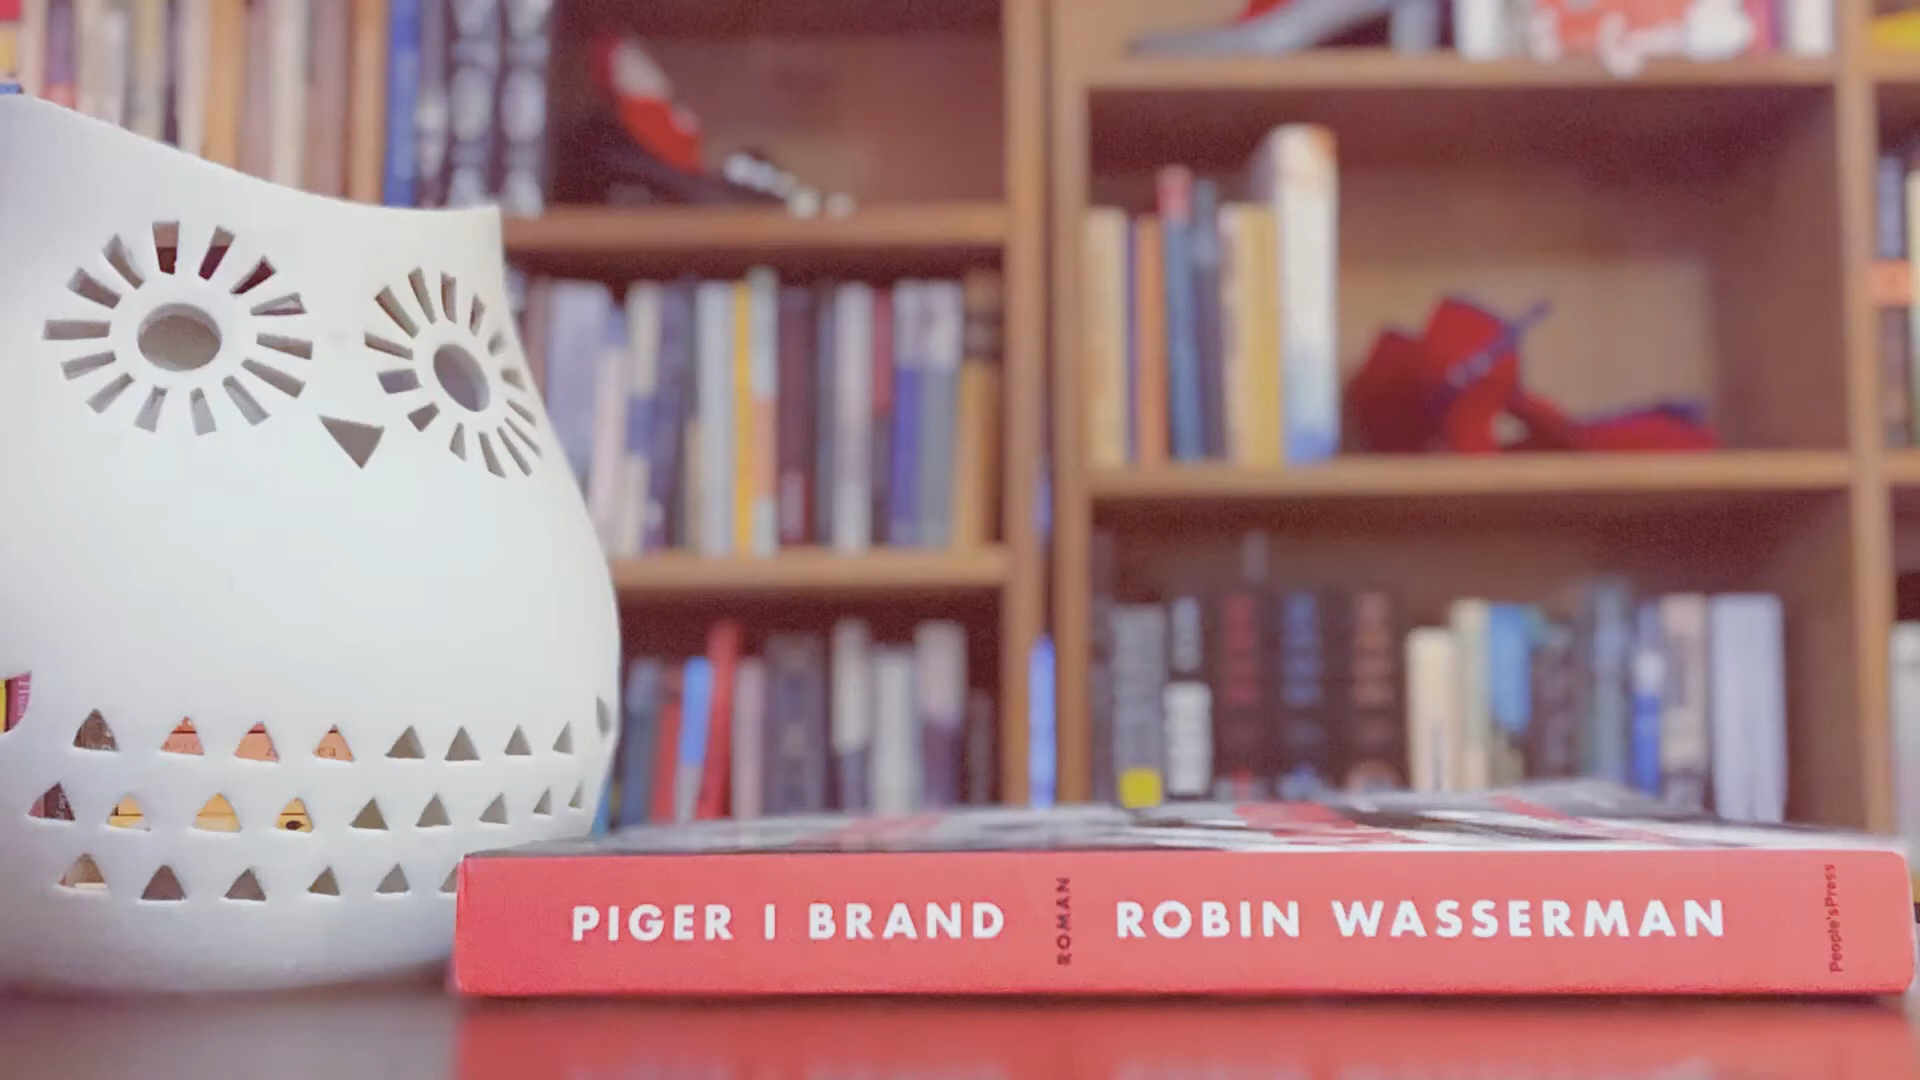 PIGER I BRAND
ROMAN
ROBIN WASSERMAN
People'sPress